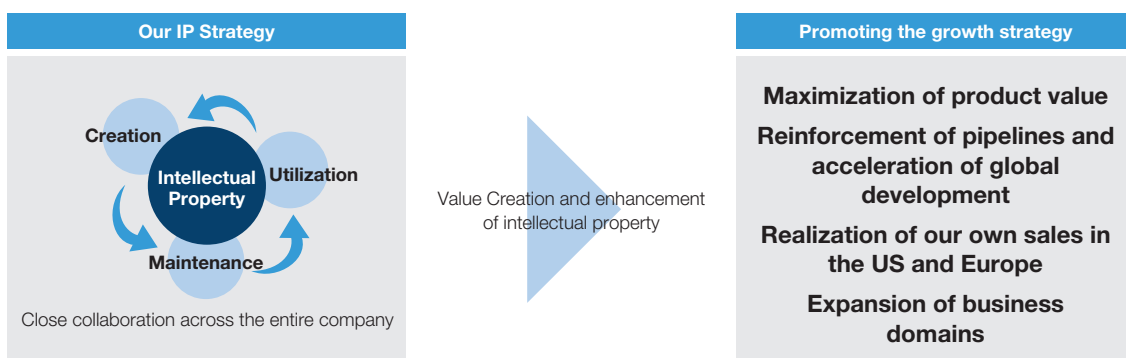 Our IP Strategy
Creation
Intellectual
Property
Utilization
Maintenance
Close collaboration across the entire company
Value Creation and enhancement
of intellectual property
Promoting the growth strategy
Maximization of product value
Reinforcement of pipelines and
acceleration of global
development
Realization of our own sales in
the US and Europe
Expansion of business
domains